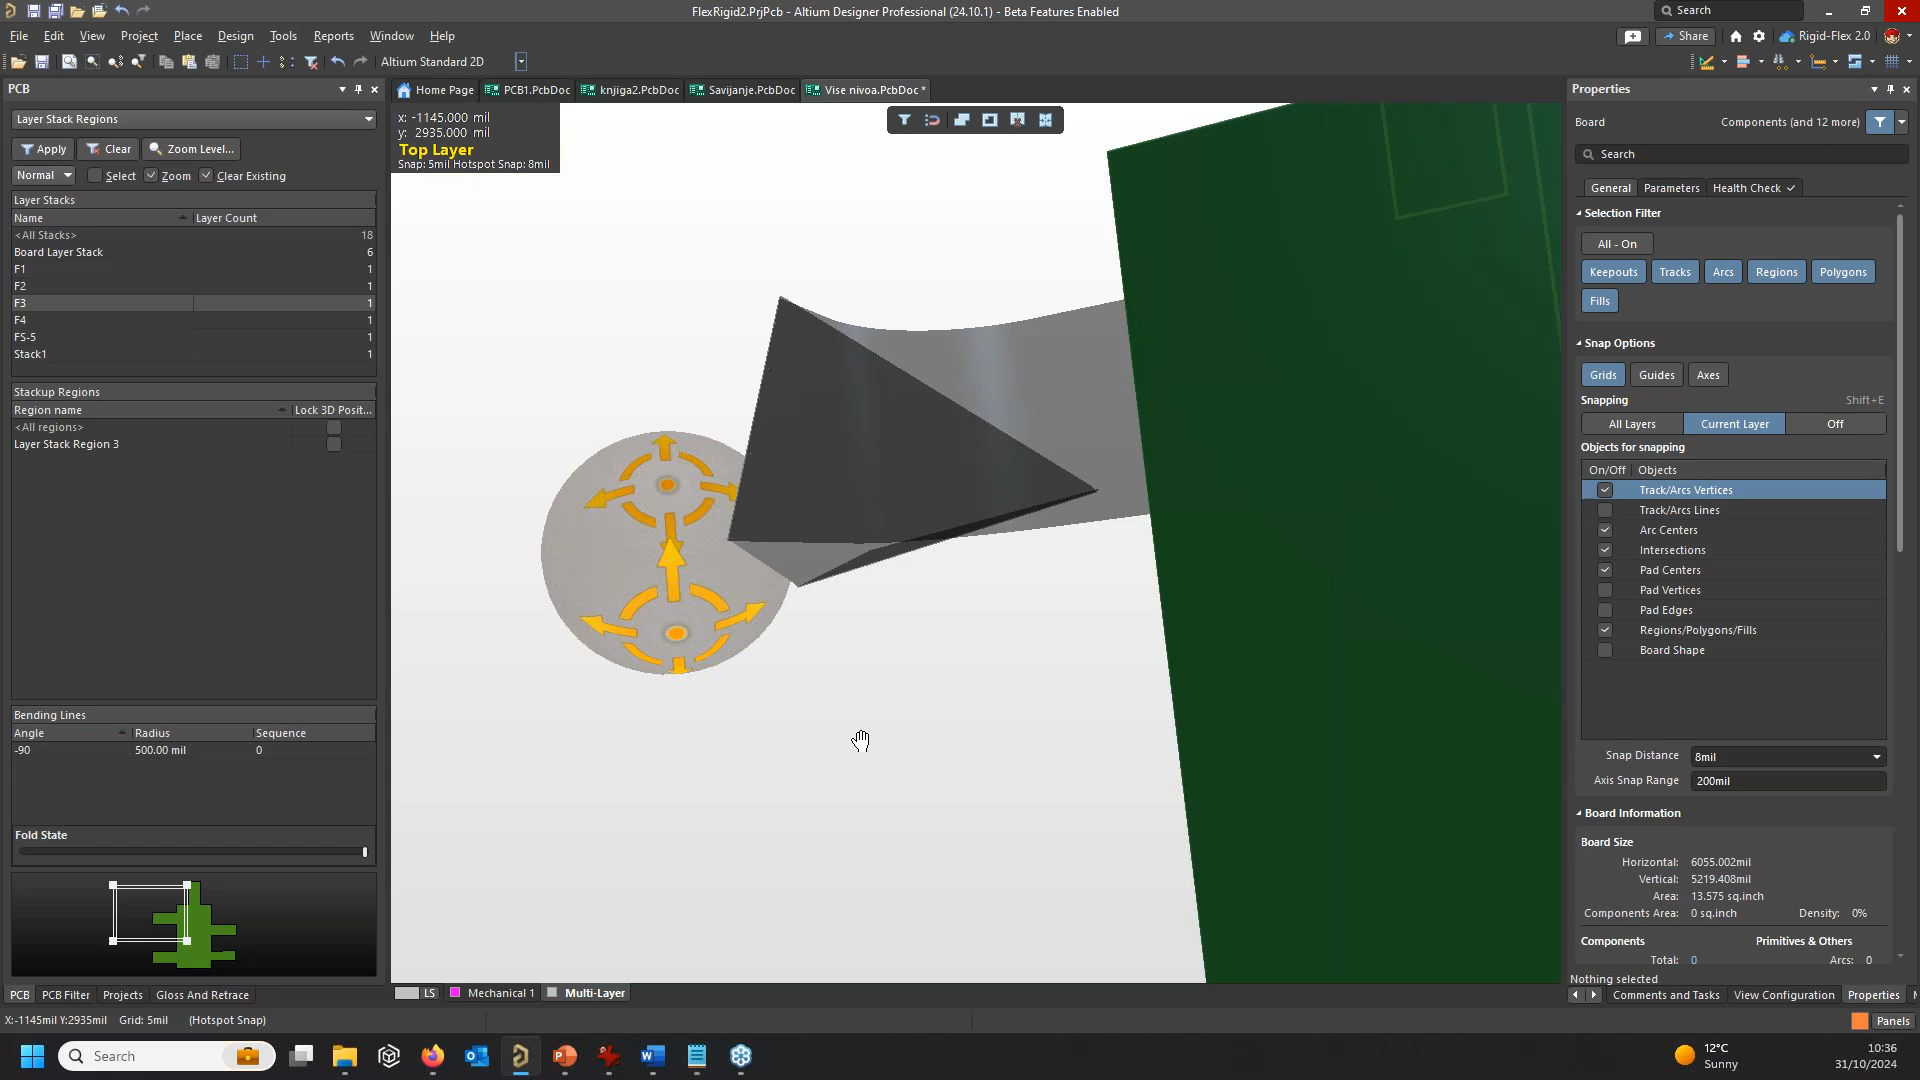 FlexRigid2.PrjPcb - Altium Designer Professional (24.10.1) - Beta Features Enabled
Search
File Edit View Project Place Design Tools Reports Window Help
Share
Rigid-Flex 2.0
Altium Standard 2D
PCB
Home Page
PCB1.PcbDoc
knjiga2.PcbDoc
Savijanje.PcbDoc
Vise nivoa.PcbDoc *
Properties
Layer Stack Regions
Apply Clear Zoom Level...
Normal Select Zoom Clear Existing
Layer Stacks
Name Layer Count
<All Stacks> 18
Board Layer Stack 6
F1 1
F2 1
F3 1
F4 1
FS-5 1
Stack1 1
Stackup Regions
Region name Lock 3D Posit...
<All regions>
Layer Stack Region 3
Bending Lines
Angle Radius Sequence
-90 500.00 mil 0
Fold State
PCB PCB Filter Projects Gloss And Retrace
x: -1145.000 mil
y: 2935.000 mil
Top Layer
Snap: 5mil Hotspot Snap: 8mil
LS Mechanical 1 Multi-Layer
Board Components (and 12 more)
Search
General Parameters Health Check
Selection Filter
All - On
Keepouts Tracks Arcs Regions Polygons
Fills
Snap Options
Grids Guides Axes
Snapping Shift+E
All Layers Current Layer Off
Objects for snapping
On/Off Objects
Track/Arcs Vertices
Track/Arcs Lines
Arc Centers
Intersections
Pad Centers
Pad Vertices
Pad Edges
Regions/Polygons/Fills
Board Shape
Snap Distance 8mil
Axis Snap Range 200mil
Board Information
Board Size
Horizontal: 6055.002mil
Vertical: 5219.408mil
Area: 13.575 sq.inch
Components Area: 0 sq.inch Density: 0%
Components Primitives & Others
Total: 0 Arcs: 0
Nothing selected
Comments and Tasks View Configuration Properties
X:-1145mil Y:2935mil Grid: 5mil (Hotspot Snap)
Panels
Search
12°C
Sunny
10:36
31/10/2024